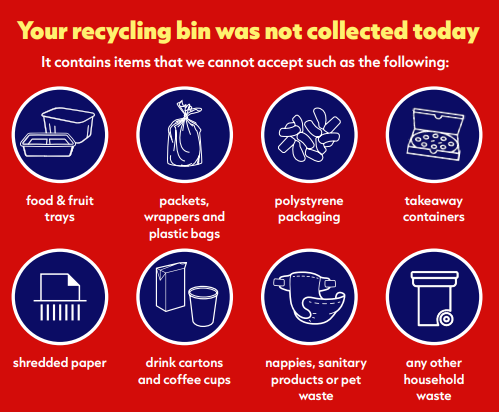 Your recycling bin was not collected today
It contains items that we cannot accept such as the following:
food & fruit
trays
packets,
wrappers and
plastic bags
polystyrene
packaging
takeaway
containers
shredded paper
drink cartons
and coffee cups
nappies, sanitary
products or pet
waste
any other
household
waste